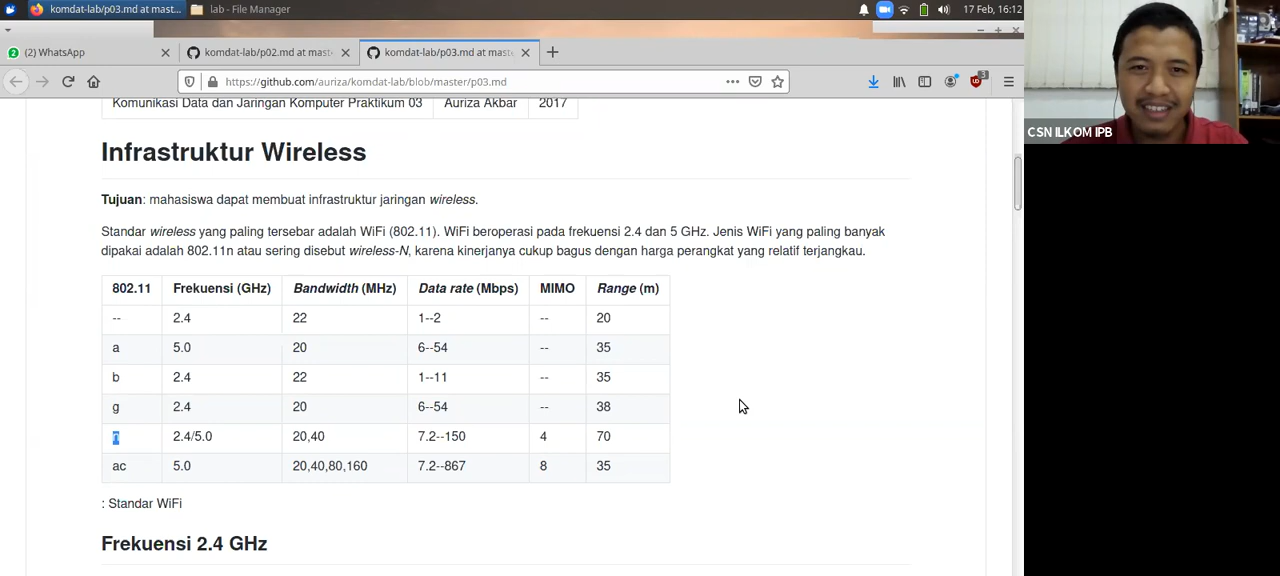 komdat-lab/p03.md at mast...
lab - File Manager
17 Feb, 16:12
(2) WhatsApp
komdat-lab/p02.md at mast
komdat-lab/p03.md at mast
https://github.com/auriza/komdat-lab/blob/master/p03.md
3
Komunikasi Data dan Jaringan Komputer Praktikum 03 Auriza Akbar 2017
CSN ILKOM IPB
Infrastruktur Wireless
Tujuan: mahasiswa dapat membuat infrastruktur jaringan wireless.
Standar wireless yang paling tersebar adalah WiFi (802.11). WiFi beroperasi pada frekuensi 2.4 dan 5 GHz. Jenis WiFi yang paling banyak
dipakai adalah 802.11n atau sering disebut wireless-N, karena kinerjanya cukup bagus dengan harga perangkat yang relatif terjangkau.
802.11 Frekuensi (GHz) Bandwidth (MHz) Data rate (Mbps) MIMO Range (m)
-- 2.4 22 1--2 -- 20
a 5.0 20 6--54 -- 35
b 2.4 22 1--11 -- 35
g 2.4 20 6--54 -- 38
n 2.4/5.0 20,40 7.2--150 4 70
ac 5.0 20,40,80,160 7.2--867 8 35
: Standar WiFi
Frekuensi 2.4 GHz